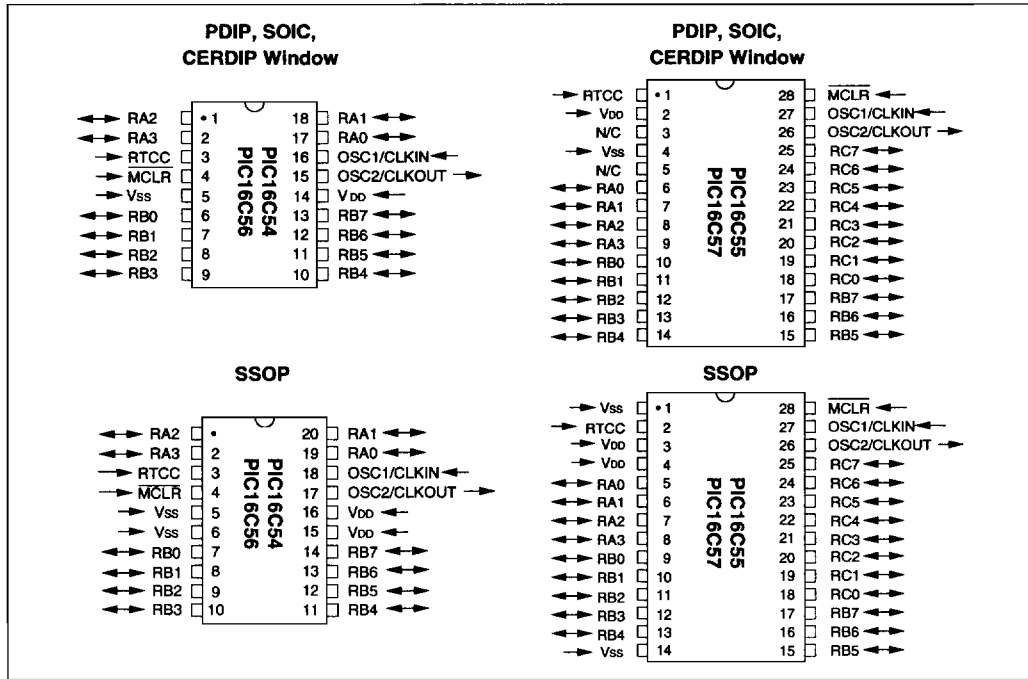 PDIP, SOIC,
CERDIP Window
RA2 •1 18 RA1
RA3 2 17 RA0
RTCC 3 16 OSC1/CLKIN
MCLR 4 15 OSC2/CLKOUT
Vss 5 14 VDD
RB0 6 13 RB7
RB1 7 12 RB6
RB2 8 11 RB5
RB3 9 10 RB4
PIC16C54
PIC16C56
PDIP, SOIC,
CERDIP Window
RTCC •1 28 MCLR
VDD 2 27 OSC1/CLKIN
N/C 3 26 OSC2/CLKOUT
Vss 4 25 RC7
N/C 5 24 RC6
RA0 6 23 RC5
RA1 7 22 RC4
RA2 8 21 RC3
RA3 9 20 RC2
RB0 10 19 RC1
RB1 11 18 RC0
RB2 12 17 RB7
RB3 13 16 RB6
RB4 14 15 RB5
PIC16C55
PIC16C57
SSOP
RA2 • 20 RA1
RA3 2 19 RA0
RTCC 3 18 OSC1/CLKIN
MCLR 4 17 OSC2/CLKOUT
Vss 5 16 VDD
Vss 6 15 VDD
RB0 7 14 RB7
RB1 8 13 RB6
RB2 9 12 RB5
RB3 10 11 RB4
PIC16C54
PIC16C56
SSOP
Vss •1 28 MCLR
RTCC 2 27 OSC1/CLKIN
VDD 3 26 OSC2/CLKOUT
VDD 4 25 RC7
RA0 5 24 RC6
RA1 6 23 RC5
RA2 7 22 RC4
RA3 8 21 RC3
RB0 9 20 RC2
RB1 10 19 RC1
RB2 11 18 RC0
RB3 12 17 RB7
RB4 13 16 RB6
Vss 14 15 RB5
PIC16C55
PIC16C57